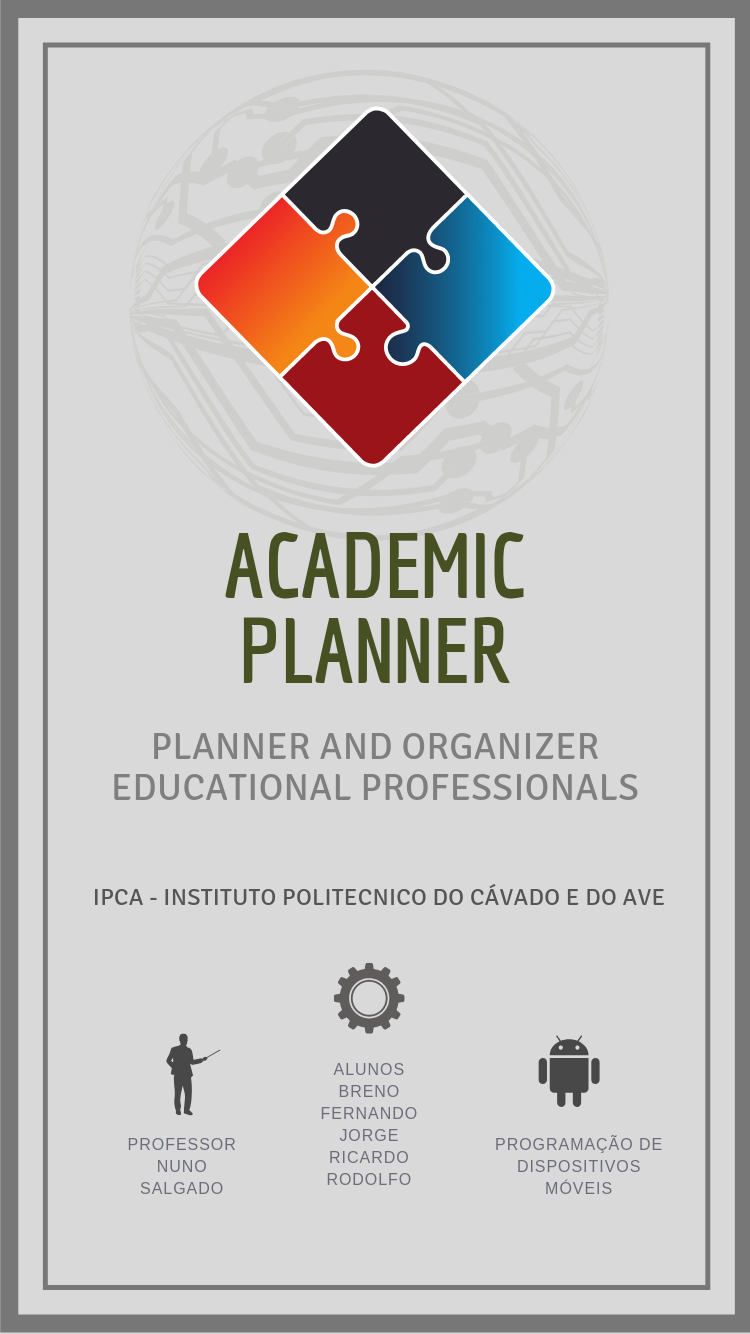 ACADEMIC
PLANNER
PLANNER AND ORGANIZER
EDUCATIONAL PROFESSIONALS
IPCA - INSTITUTO POLITECNICO DO CÁVADO E DO AVE
PROFESSOR
NUNO
SALGADO
ALUNOS
BRENO
FERNANDO
JORGE
RICARDO
RODOLFO
PROGRAMAÇÃO DE
DISPOSITIVOS
MÓVEIS